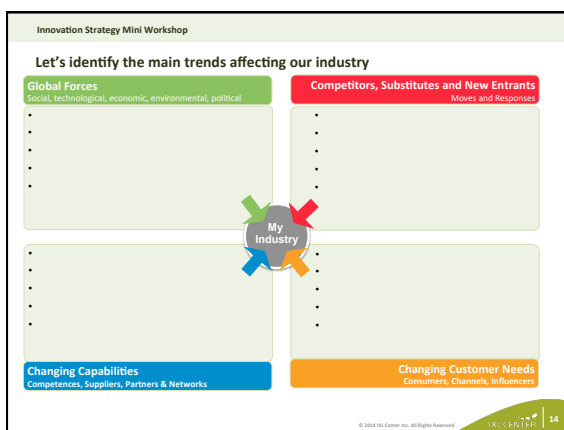 Innovation Strategy Mini Workshop
Let's identify the main trends affecting our industry
Global Forces
Social, technological, economic, environmental, political
Competitors, Substitutes and New Entrants
Moves and Responses
•
•
•
•
•
•
•
•
•
•
My
Industry
•
•
•
•
•
•
•
•
•
•
Changing Capabilities
Competences, Suppliers, Partners & Networks
Changing Customer Needs
Consumers, Channels, Influencers
© 2014 IXL Center Inc. All Rights Reserved
IXL CENTER
14